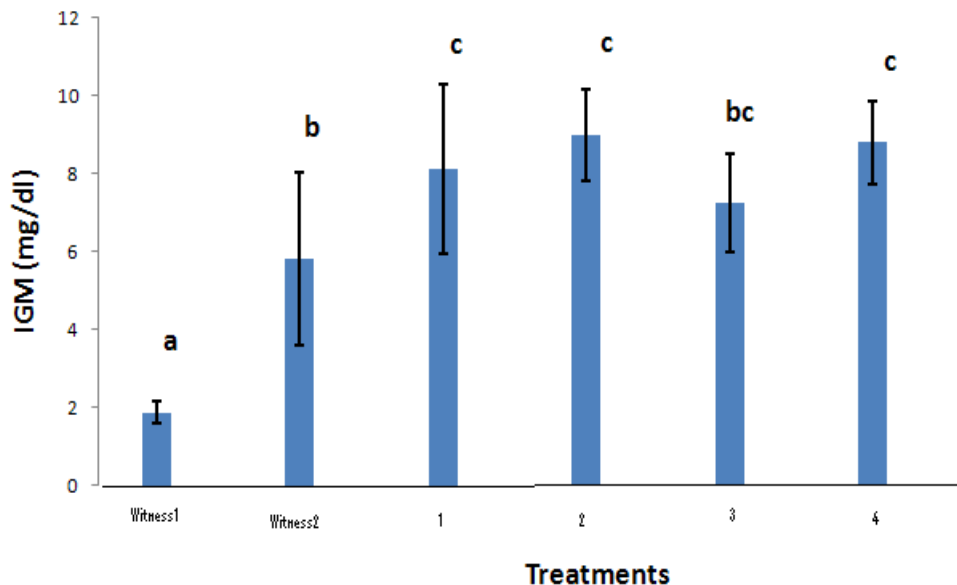 12
10
8
6
4
2
0
IGM (mg/dl)
a
b
c
c
bc
c
Witness1 Witness2 1 2 3 4
Treatments